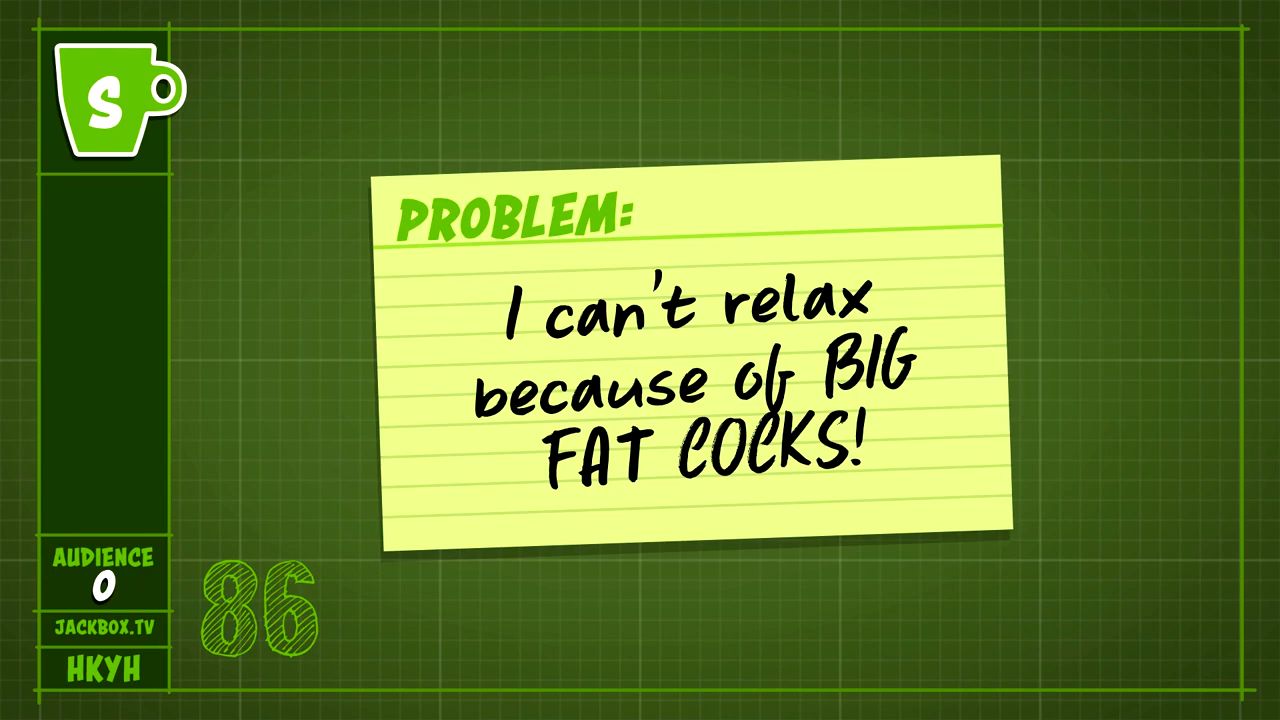 S
PROBLEM:
I can't relax
because of BIG
FAT COCKS!
AUDIENCE
0
JACKBOX.TV
HKYH
86